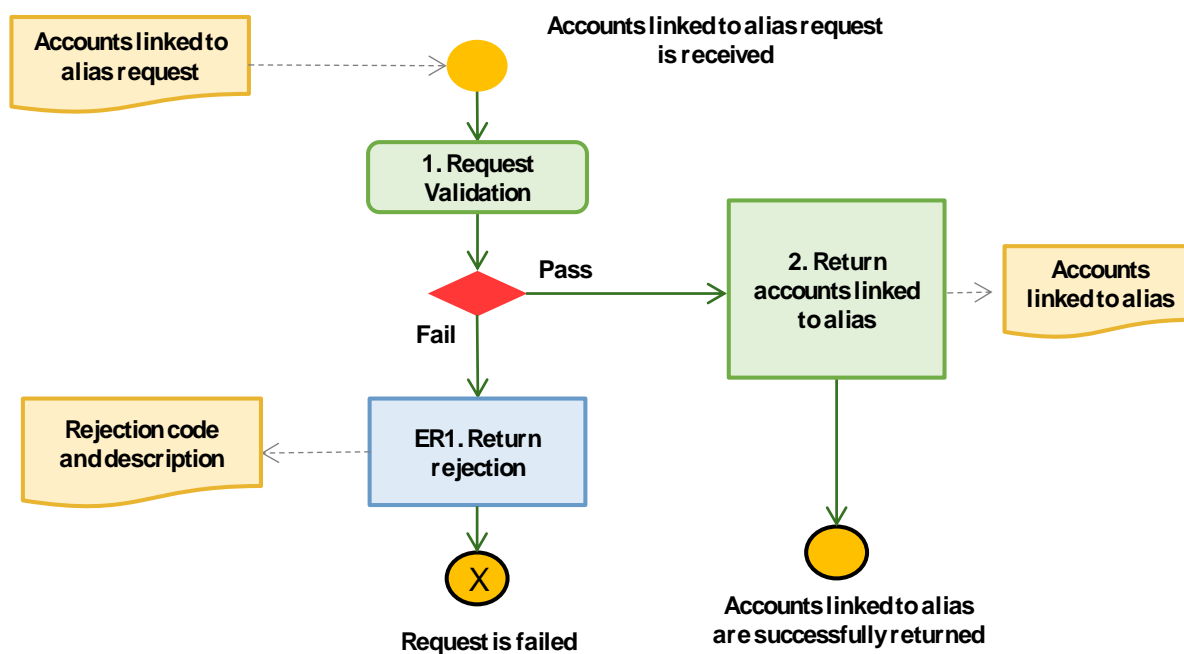 Accounts linked to
alias request
Accounts linked to alias request
is received
1. Request
Validation
Pass
Fail
2. Return
accounts linked
to alias
Accounts
linked to alias
Rejection code
and description
ER1. Return
rejection
X
Request is failed
Accounts linked to alias
are successfully returned